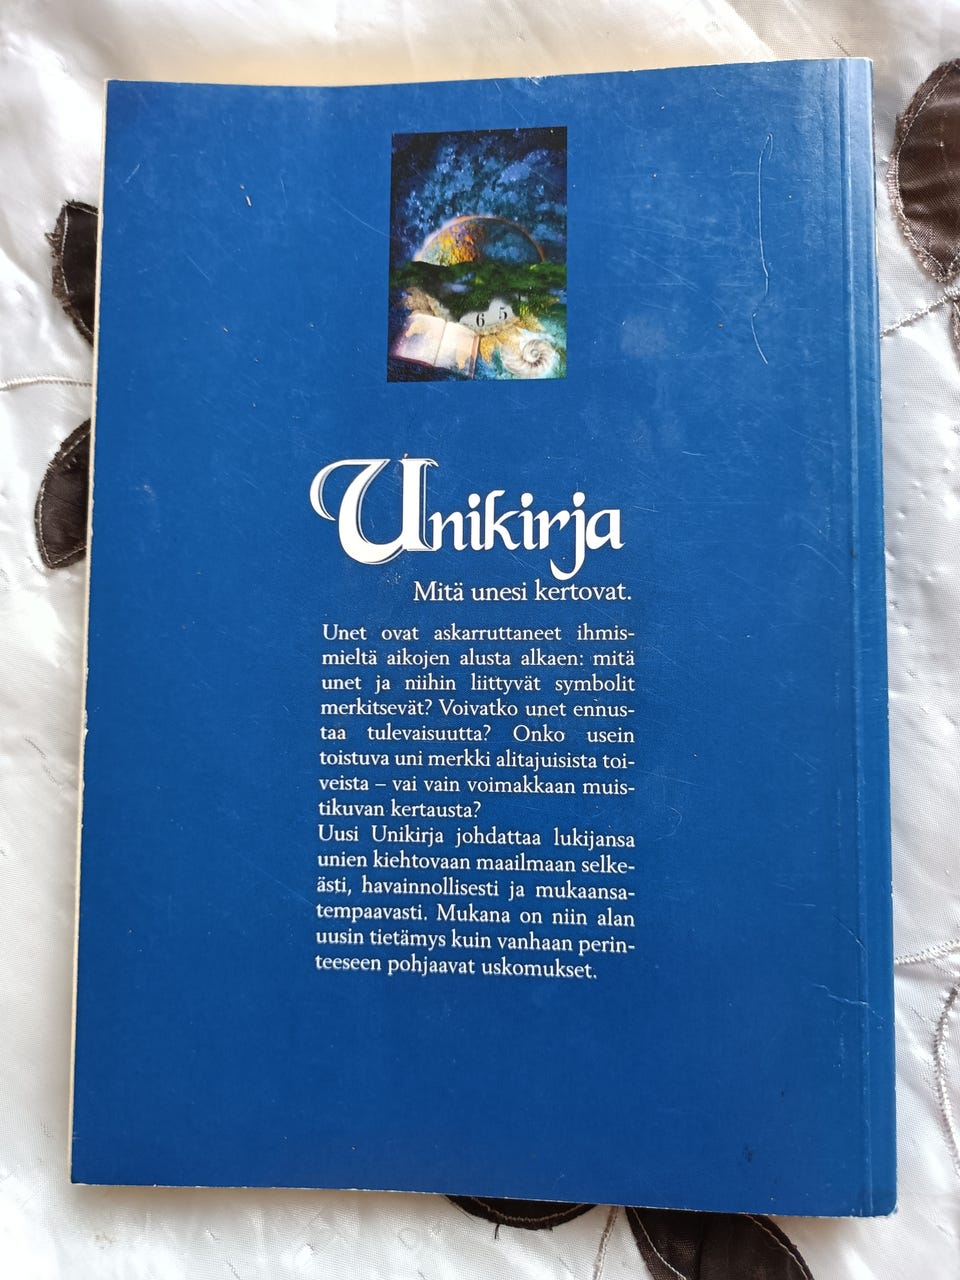 6 5
Unikirja
Mitä unesi kertovat.
Unet ovat askarruttaneet ihmis-
mieltä aikojen alusta alkaen: mitä
unet ja niihin liittyvät symbolit
merkitsevät? Voivatko unet ennus-
taa tulevaisuutta? Onko usein
toistuva uni merkki alitajuisista toi-
veista – vai vain voimakkaan muis-
tikuvan kertausta?
Uusi Unikirja johdattaa lukijansa
unien kiehtovaan maailmaan selke-
ästi, havainnollisesti ja mukaansa-
tempaavasti. Mukana on niin alan
uusin tietämys kuin vanhaan perin-
teeseen pohjaavat uskomukset.